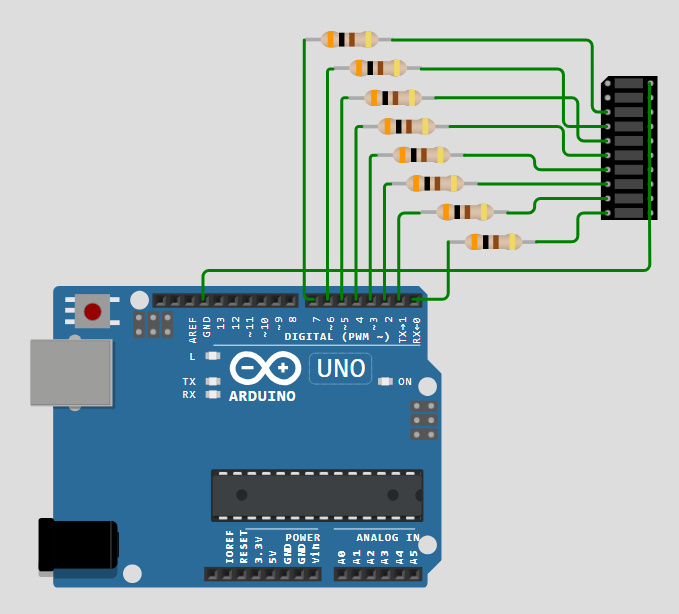 AREF
GND
13
12
~11
~10
~9
8
7
~6
~5
4
~3
2
TX→1
RX←0
DIGITAL (PWM ~)
L
TX
RX
UNO
ON
ARDUINO
POWER
ANALOG IN
IOREF
RESET
3.3V
5V
GND
GND
Vin
A0
A1
A2
A3
A4
A5